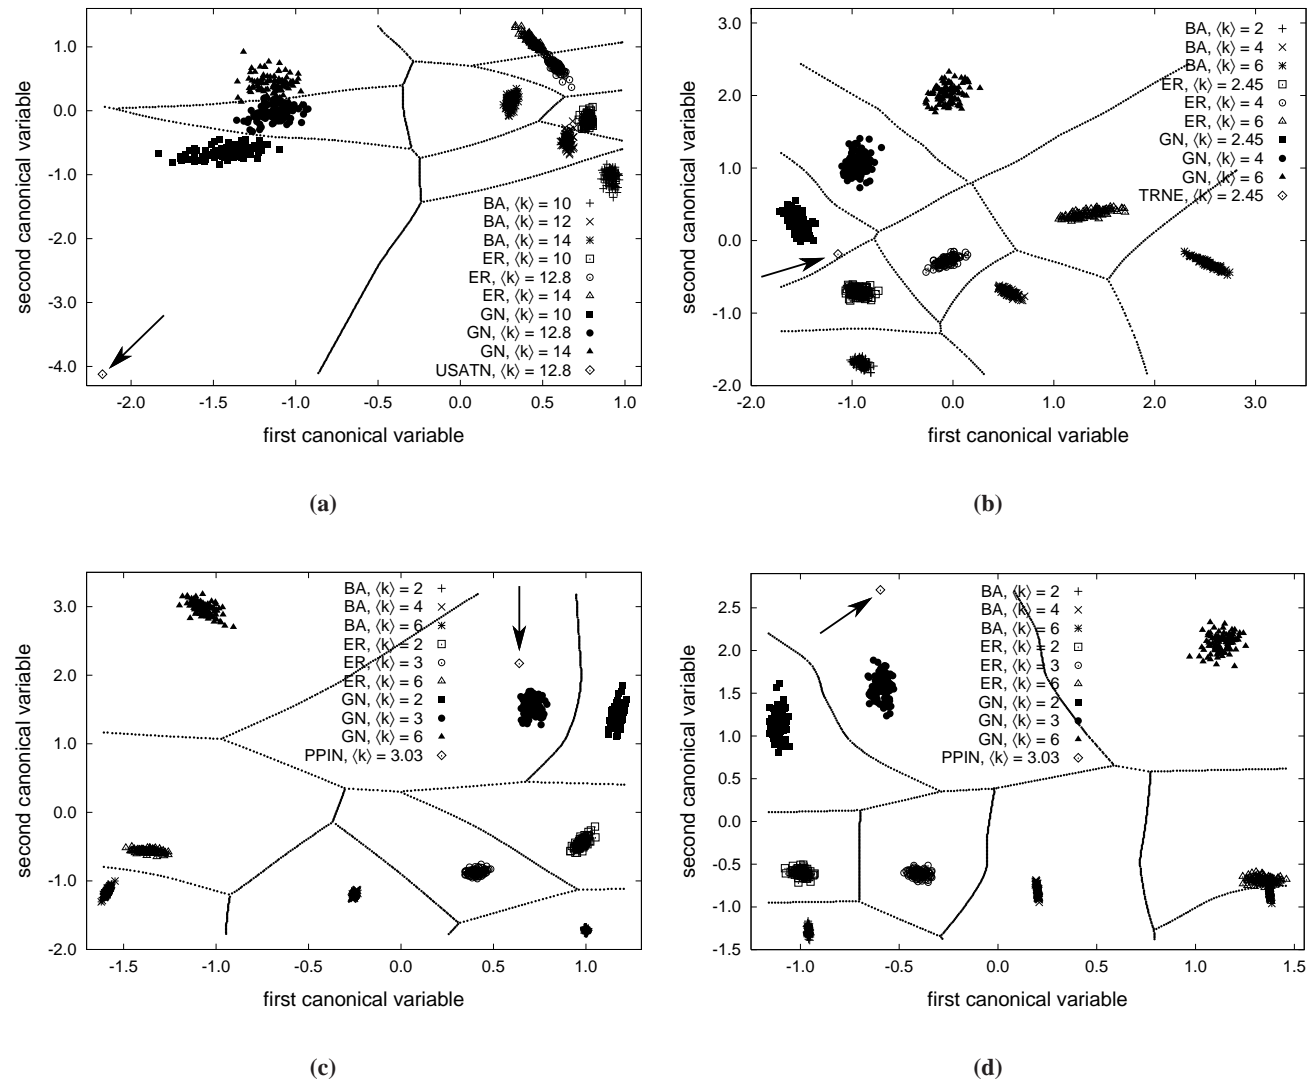 1.0
0.0
-1.0
-2.0
-3.0
-4.0
second canonical variable
BA, ⟨k⟩ = 10
BA, ⟨k⟩ = 12
BA, ⟨k⟩ = 14
ER, ⟨k⟩ = 10
ER, ⟨k⟩ = 12.8
ER, ⟨k⟩ = 14
GN, ⟨k⟩ = 10
GN, ⟨k⟩ = 12.8
GN, ⟨k⟩ = 14
USATN, ⟨k⟩ = 12.8
-2.0 -1.5 -1.0 -0.5 0.0 0.5 1.0
first canonical variable
(a)
3.0
2.0
1.0
0.0
-1.0
-2.0
second canonical variable
BA, ⟨k⟩ = 2
BA, ⟨k⟩ = 4
BA, ⟨k⟩ = 6
ER, ⟨k⟩ = 2.45
ER, ⟨k⟩ = 4
ER, ⟨k⟩ = 6
GN, ⟨k⟩ = 2.45
GN, ⟨k⟩ = 4
GN, ⟨k⟩ = 6
TRNE, ⟨k⟩ = 2.45
-2.0 -1.0 0.0 1.0 2.0 3.0
first canonical variable
(b)
3.0
2.0
1.0
0.0
-1.0
-2.0
second canonical variable
BA, ⟨k⟩ = 2
BA, ⟨k⟩ = 4
BA, ⟨k⟩ = 6
ER, ⟨k⟩ = 2
ER, ⟨k⟩ = 3
ER, ⟨k⟩ = 6
GN, ⟨k⟩ = 2
GN, ⟨k⟩ = 3
GN, ⟨k⟩ = 6
PPIN, ⟨k⟩ = 3.03
-1.5 -1.0 -0.5 0.0 0.5 1.0
first canonical variable
(c)
2.5
2.0
1.5
1.0
0.5
0.0
-0.5
-1.0
-1.5
second canonical variable
BA, ⟨k⟩ = 2
BA, ⟨k⟩ = 4
BA, ⟨k⟩ = 6
ER, ⟨k⟩ = 2
ER, ⟨k⟩ = 3
ER, ⟨k⟩ = 6
GN, ⟨k⟩ = 2
GN, ⟨k⟩ = 3
GN, ⟨k⟩ = 6
PPIN, ⟨k⟩ = 3.03
-1.0 -0.5 0.0 0.5 1.0 1.5
first canonical variable
(d)